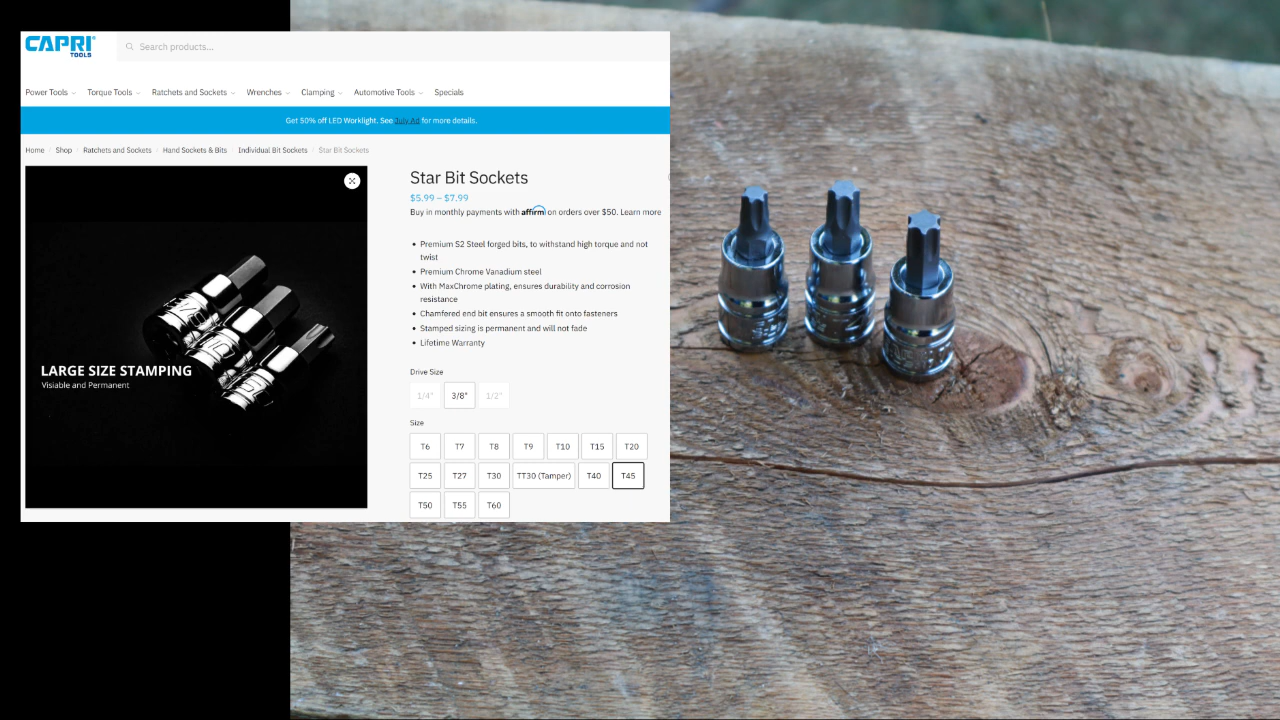 CAPRI
TOOLS
Search products...
Power Tools
Torque Tools
Ratchets and Sockets
Wrenches
Clamping
Automotive Tools
Specials
Get 50% off LED Worklight. See July Ad for more details.
Home / Shop / Ratchets and Sockets / Hand Sockets & Bits / Individual Bit Sockets / Star Bit Sockets
LARGE SIZE STAMPING
Visiable and Permanent
Star Bit Sockets
$5.99 – $7.99
Buy in monthly payments with affirm on orders over $50. Learn more
• Premium S2 Steel forged bits, to withstand high torque and not
twist
• Premium Chrome Vanadium steel
• With MaxChrome plating, ensures durability and corrosion
resistance
• Chamfered end bit ensures a smooth fit onto fasteners
• Stamped sizing is permanent and will not fade
• Lifetime Warranty
Drive Size
1/4" 3/8" 1/2"
Size
T6 T7 T8 T9 T10 T15 T20
T25 T27 T30 TT30 (Tamper) T40 T45
T50 T55 T60